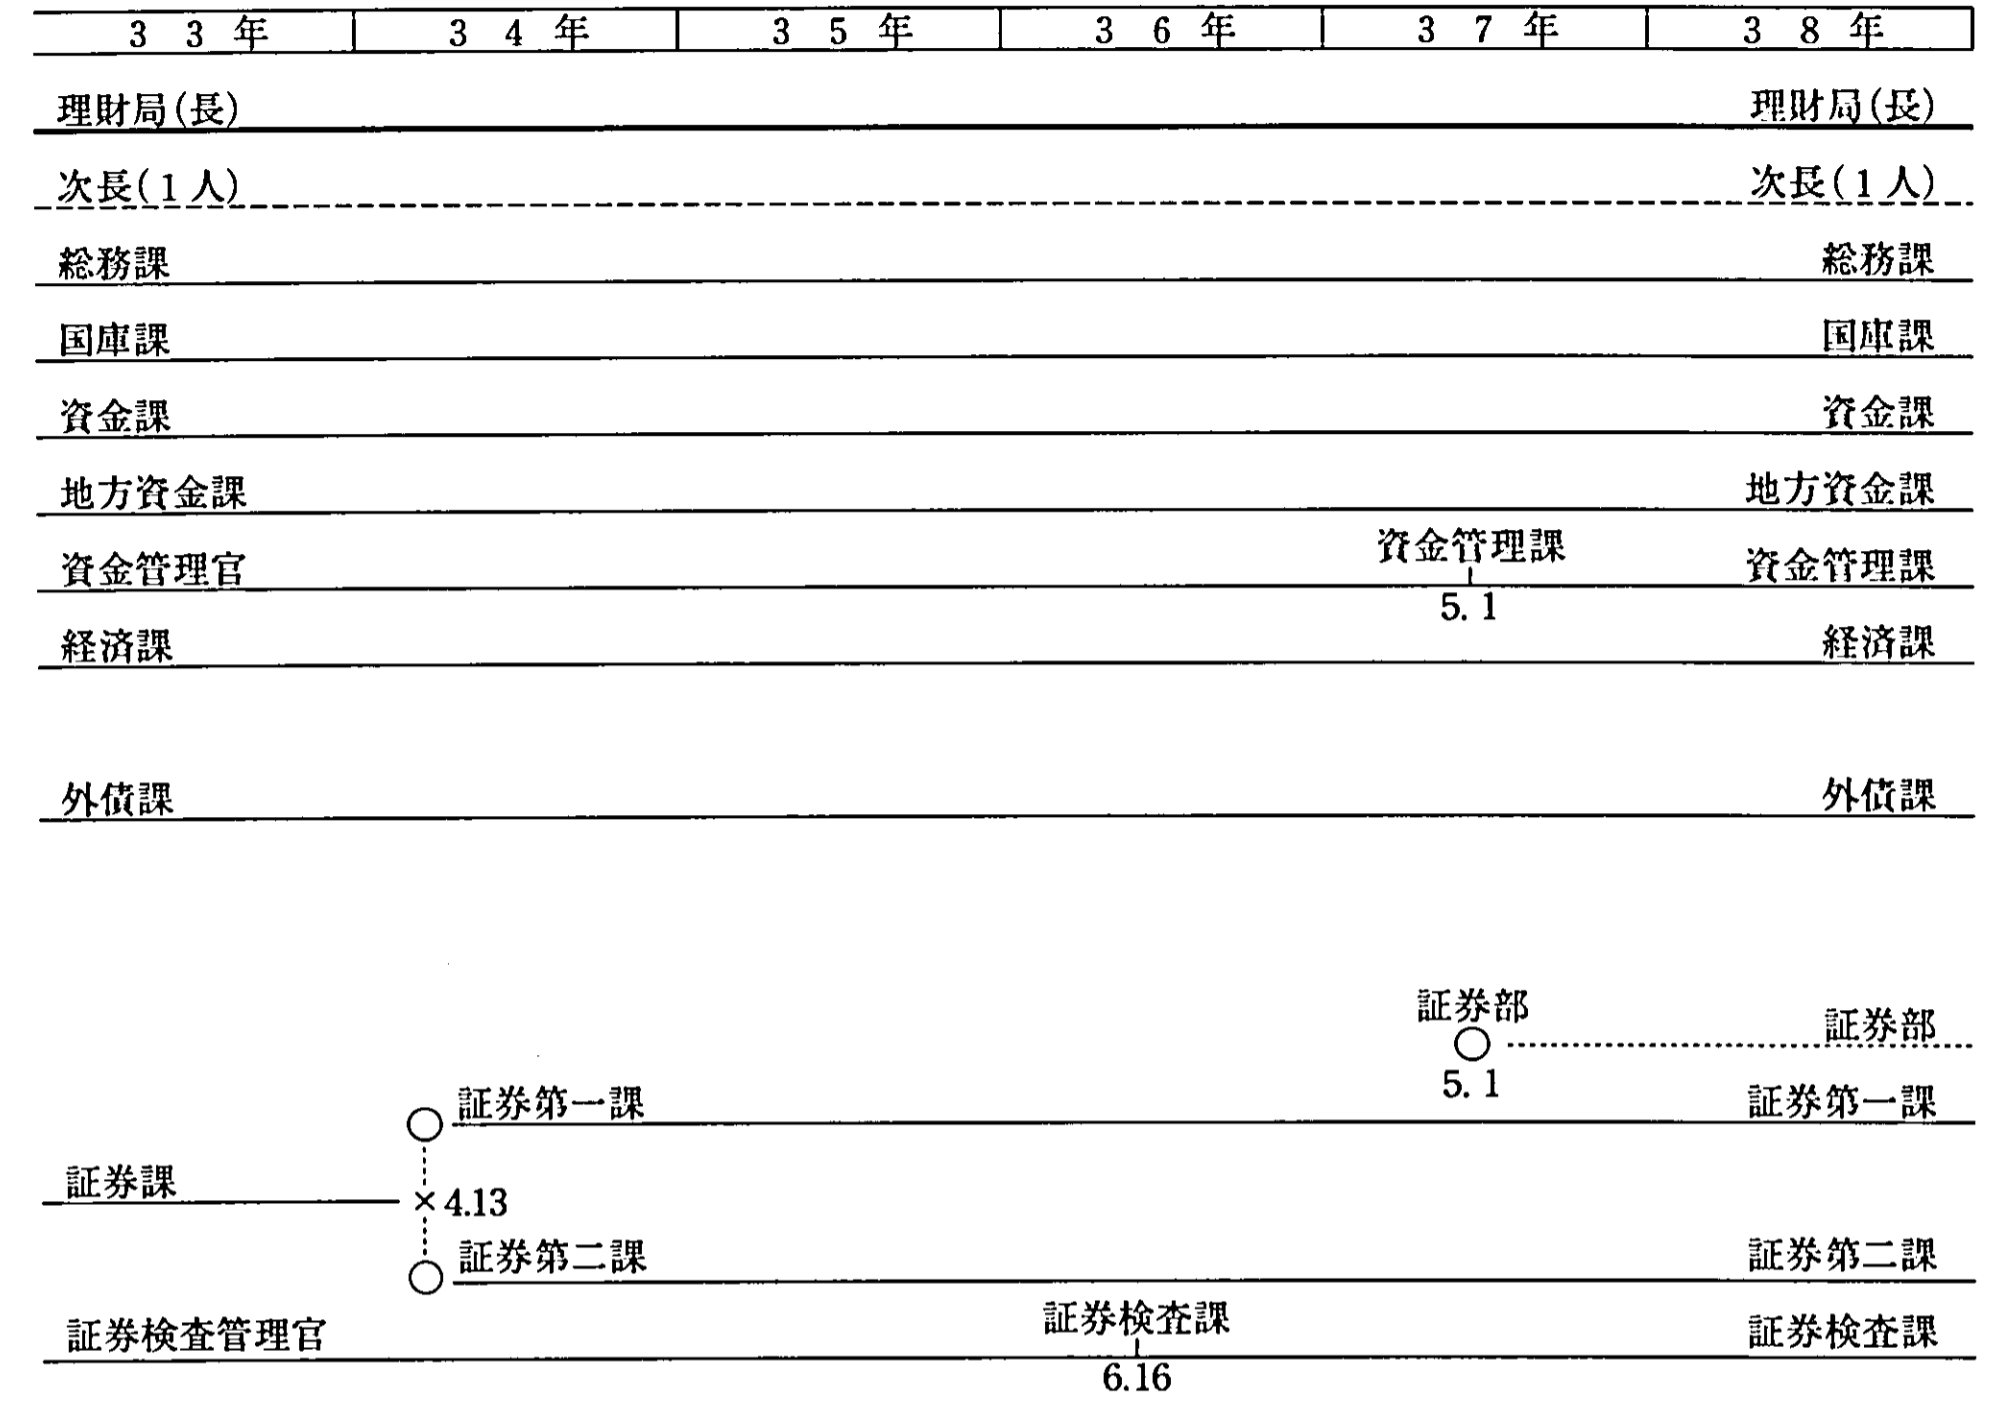 33年 34年 35年 36年 37年 38年
理財局(長) 理財局(長)
次長(1人) 次長(1人)
総務課 総務課
国庫課 国庫課
資金課 資金課
地方資金課 地方資金課
資金管理課
資金管理官 資金管理課
5.1
経済課 経済課
外債課 外債課
証券部
証券部
5.1
証券第一課 証券第一課
証券課
×4.13
証券第二課 証券第二課
証券検査課
証券検査管理官 証券検査課
6.16